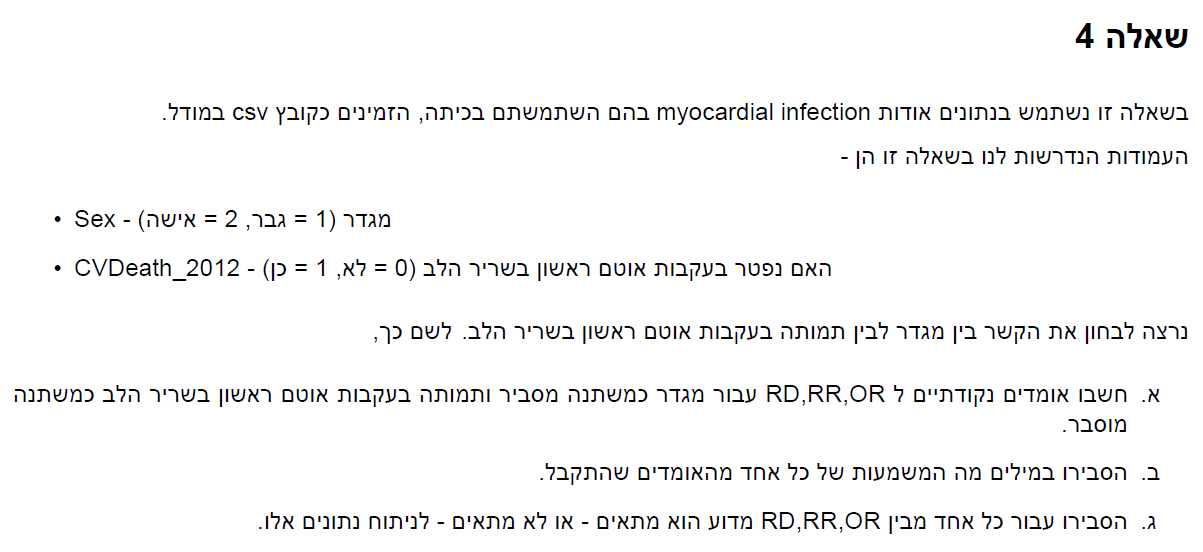 שאלה 4
בשאלה זו נשתמש בנתונים אודות myocardial infection בהם השתמשתם בכיתה, הזמינים כקובץ csv במודל.
העמודות הנדרשות לנו בשאלה זו הן -
• Sex - מגדר (1 = גבר, 2 = אישה)
• CVDeath_2012 - האם נפטר בעקבות אוטם ראשון בשריר הלב (0 = לא, 1 = כן)
נרצה לבחון את הקשר בין מגדר לבין תמותה בעקבות אוטם ראשון בשריר הלב. לשם כך,
א. חשבו אומדים נקודתיים ל RD,RR,OR עבור מגדר כמשתנה מסביר ותמותה בעקבות אוטם ראשון בשריר הלב כמשתנה
מוסבר.
ב. הסבירו במילים מה המשמעות של כל אחד מהאומדים שהתקבל.
ג. הסבירו עבור כל אחד מבין RD,RR,OR מדוע הוא מתאים - או לא מתאים - לניתוח נתונים אלו.